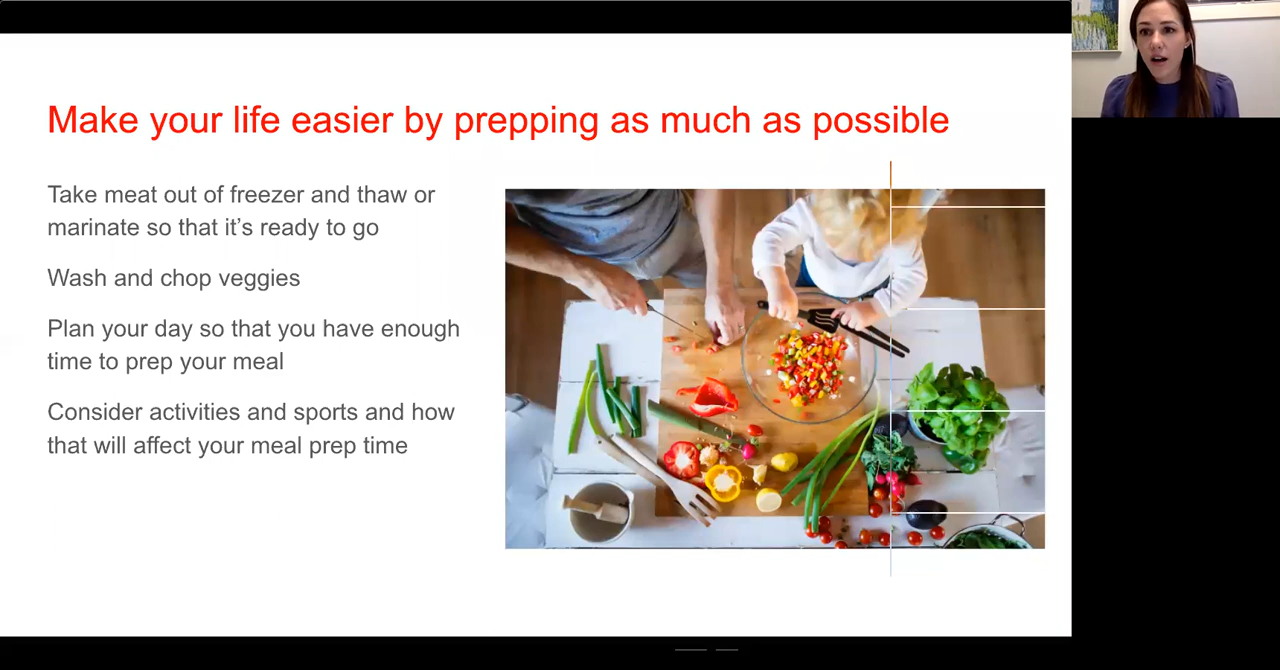 Make your life easier by prepping as much as possible
Take meat out of freezer and thaw or
marinate so that it’s ready to go
Wash and chop veggies
Plan your day so that you have enough
time to prep your meal
Consider activities and sports and how
that will affect your meal prep time